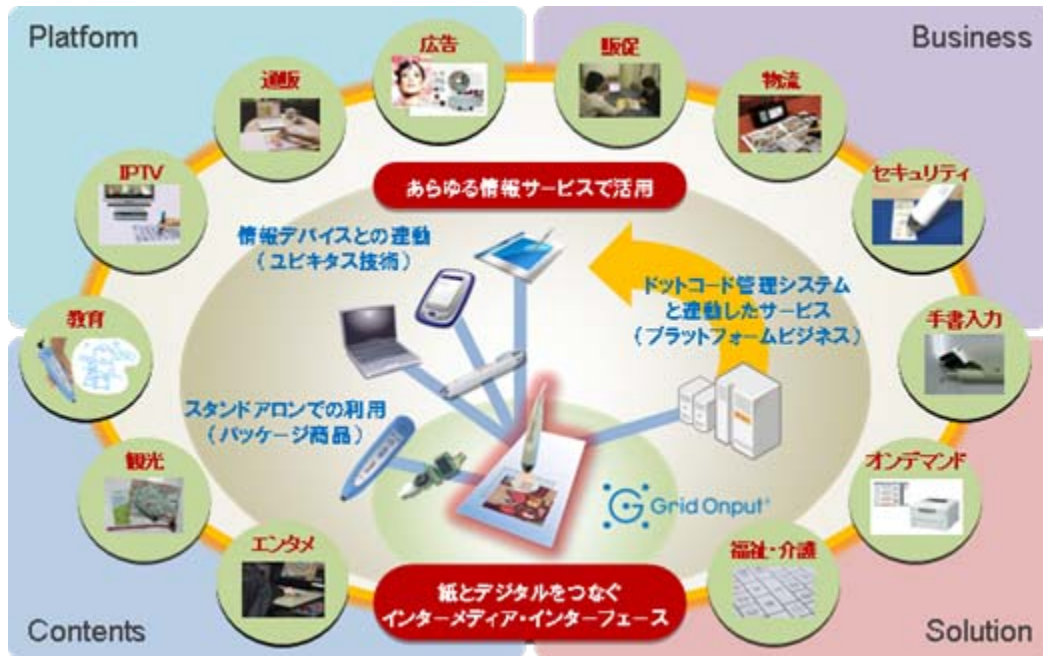 Platform
Business
広告
販促
通販
物流
IPTV
セキュリティ
あらゆる情報サービスで活用
情報デバイスとの連動
(ユビキタス技術)
ドットコード管理システム
と連動したサービス
(プラットフォームビジネス)
教育
手書入力
スタンドアロンでの利用
(パッケージ商品)
観光
オンデマンド
Grid Onput
エンタメ
福祉・介護
紙とデジタルをつなぐ
インターメディア・インターフェース
Contents
Solution